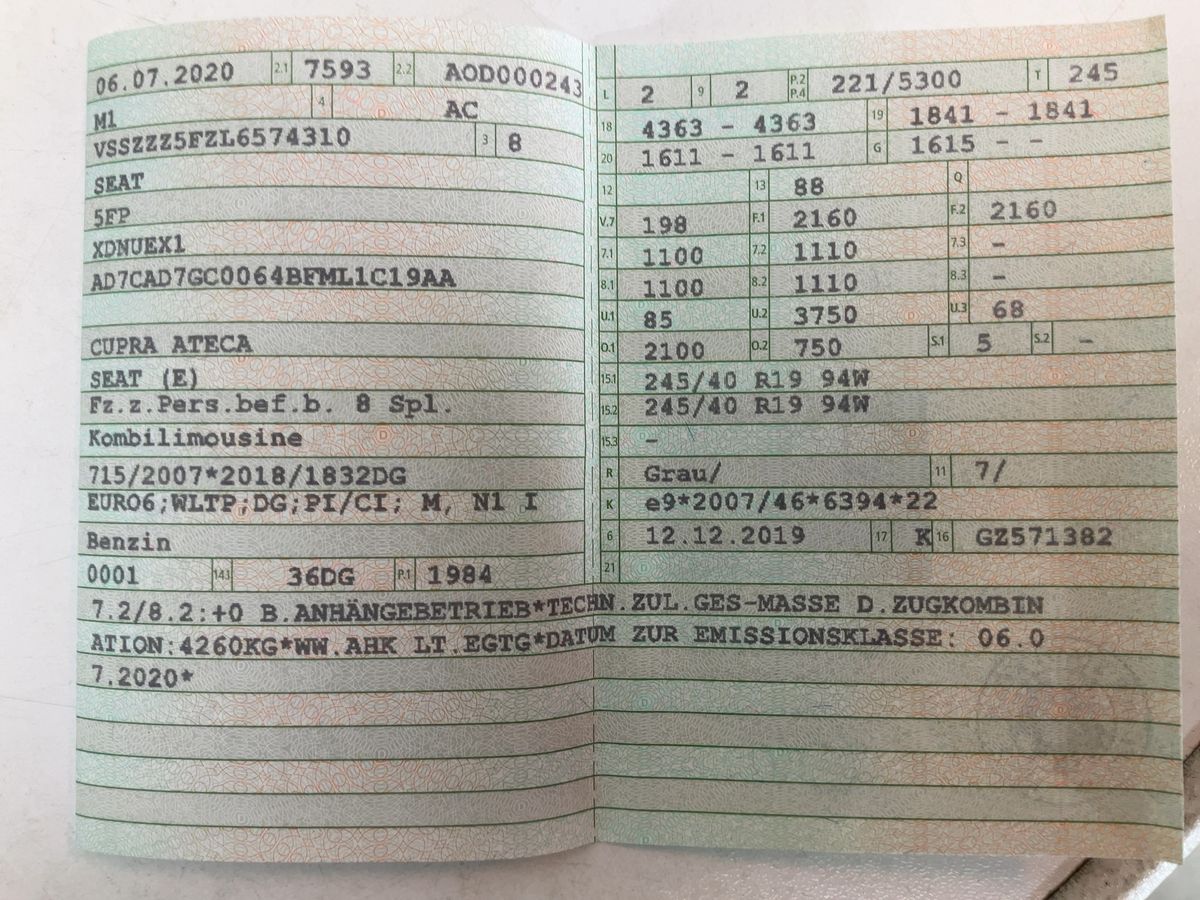 06.07.2020 2.1 7593 2.2 AOD000243
M1 4 AC
VSSZZZ5FZL6574310 3 8
SEAT
5FP
XDNUEX1
AD7CAD7GC0064BFML1C19AA
CUPRA ATECA
SEAT (E)
Fz.z.Pers.bef.b. 8 Spl.
Kombilimousine
715/2007*2018/1832DG
EURO6;WLTP;DG;PI/CI; M, N1 I
Benzin
0001 14.1 36DG P.1 1984
L 2 9 2 P.2 P.4 221/5300 T 245
18 4363 - 4363 19 1841 - 1841
20 1611 - 1611 G 1615 - -
12 13 88 Q
V.7 198 F.1 2160 F.2 2160
7.1 1100 7.2 1110 7.3 -
8.1 1100 8.2 1110 8.3 -
U.1 85 U.2 3750 U.3 68
O.1 2100 O.2 750 S.1 5 S.2 -
15.1 245/40 R19 94W
15.2 245/40 R19 94W
15.3 -
R Grau/ 11 7/
K e9*2007/46*6394*22
6 12.12.2019 17 K 16 GZ571382
21
7.2/8.2:+0 B.ANHÄNGEBETRIEB*TECHN.ZUL.GES-MASSE D.ZUGKOMBIN
ATION:4260KG*WW.AHK LT.EGTG*DATUM ZUR EMISSIONSKLASSE: 06.0
7.2020*